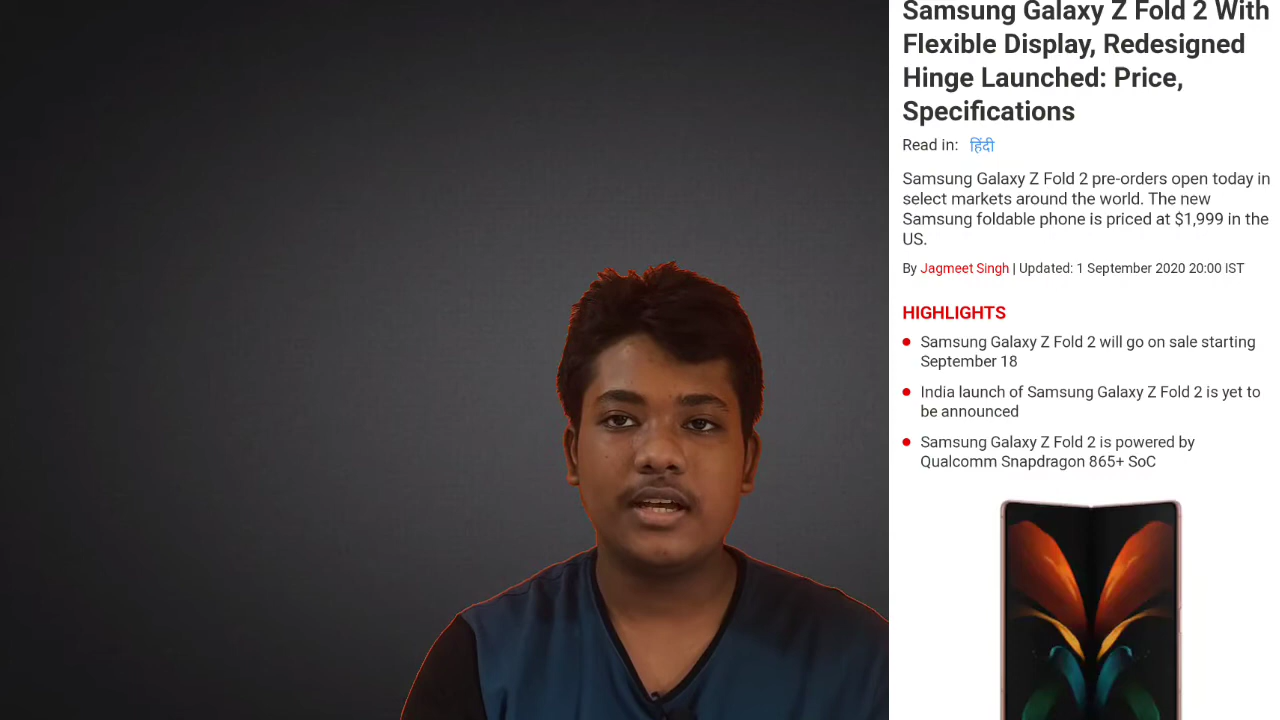 Samsung Galaxy Z Fold 2 With
Flexible Display, Redesigned
Hinge Launched: Price,
Specifications
Read in: हिंदी
Samsung Galaxy Z Fold 2 pre-orders open today in
select markets around the world. The new
Samsung foldable phone is priced at $1,999 in the
US.
By Jagmeet Singh | Updated: 1 September 2020 20:00 IST
HIGHLIGHTS
Samsung Galaxy Z Fold 2 will go on sale starting
September 18
India launch of Samsung Galaxy Z Fold 2 is yet to
be announced
Samsung Galaxy Z Fold 2 is powered by
Qualcomm Snapdragon 865+ SoC